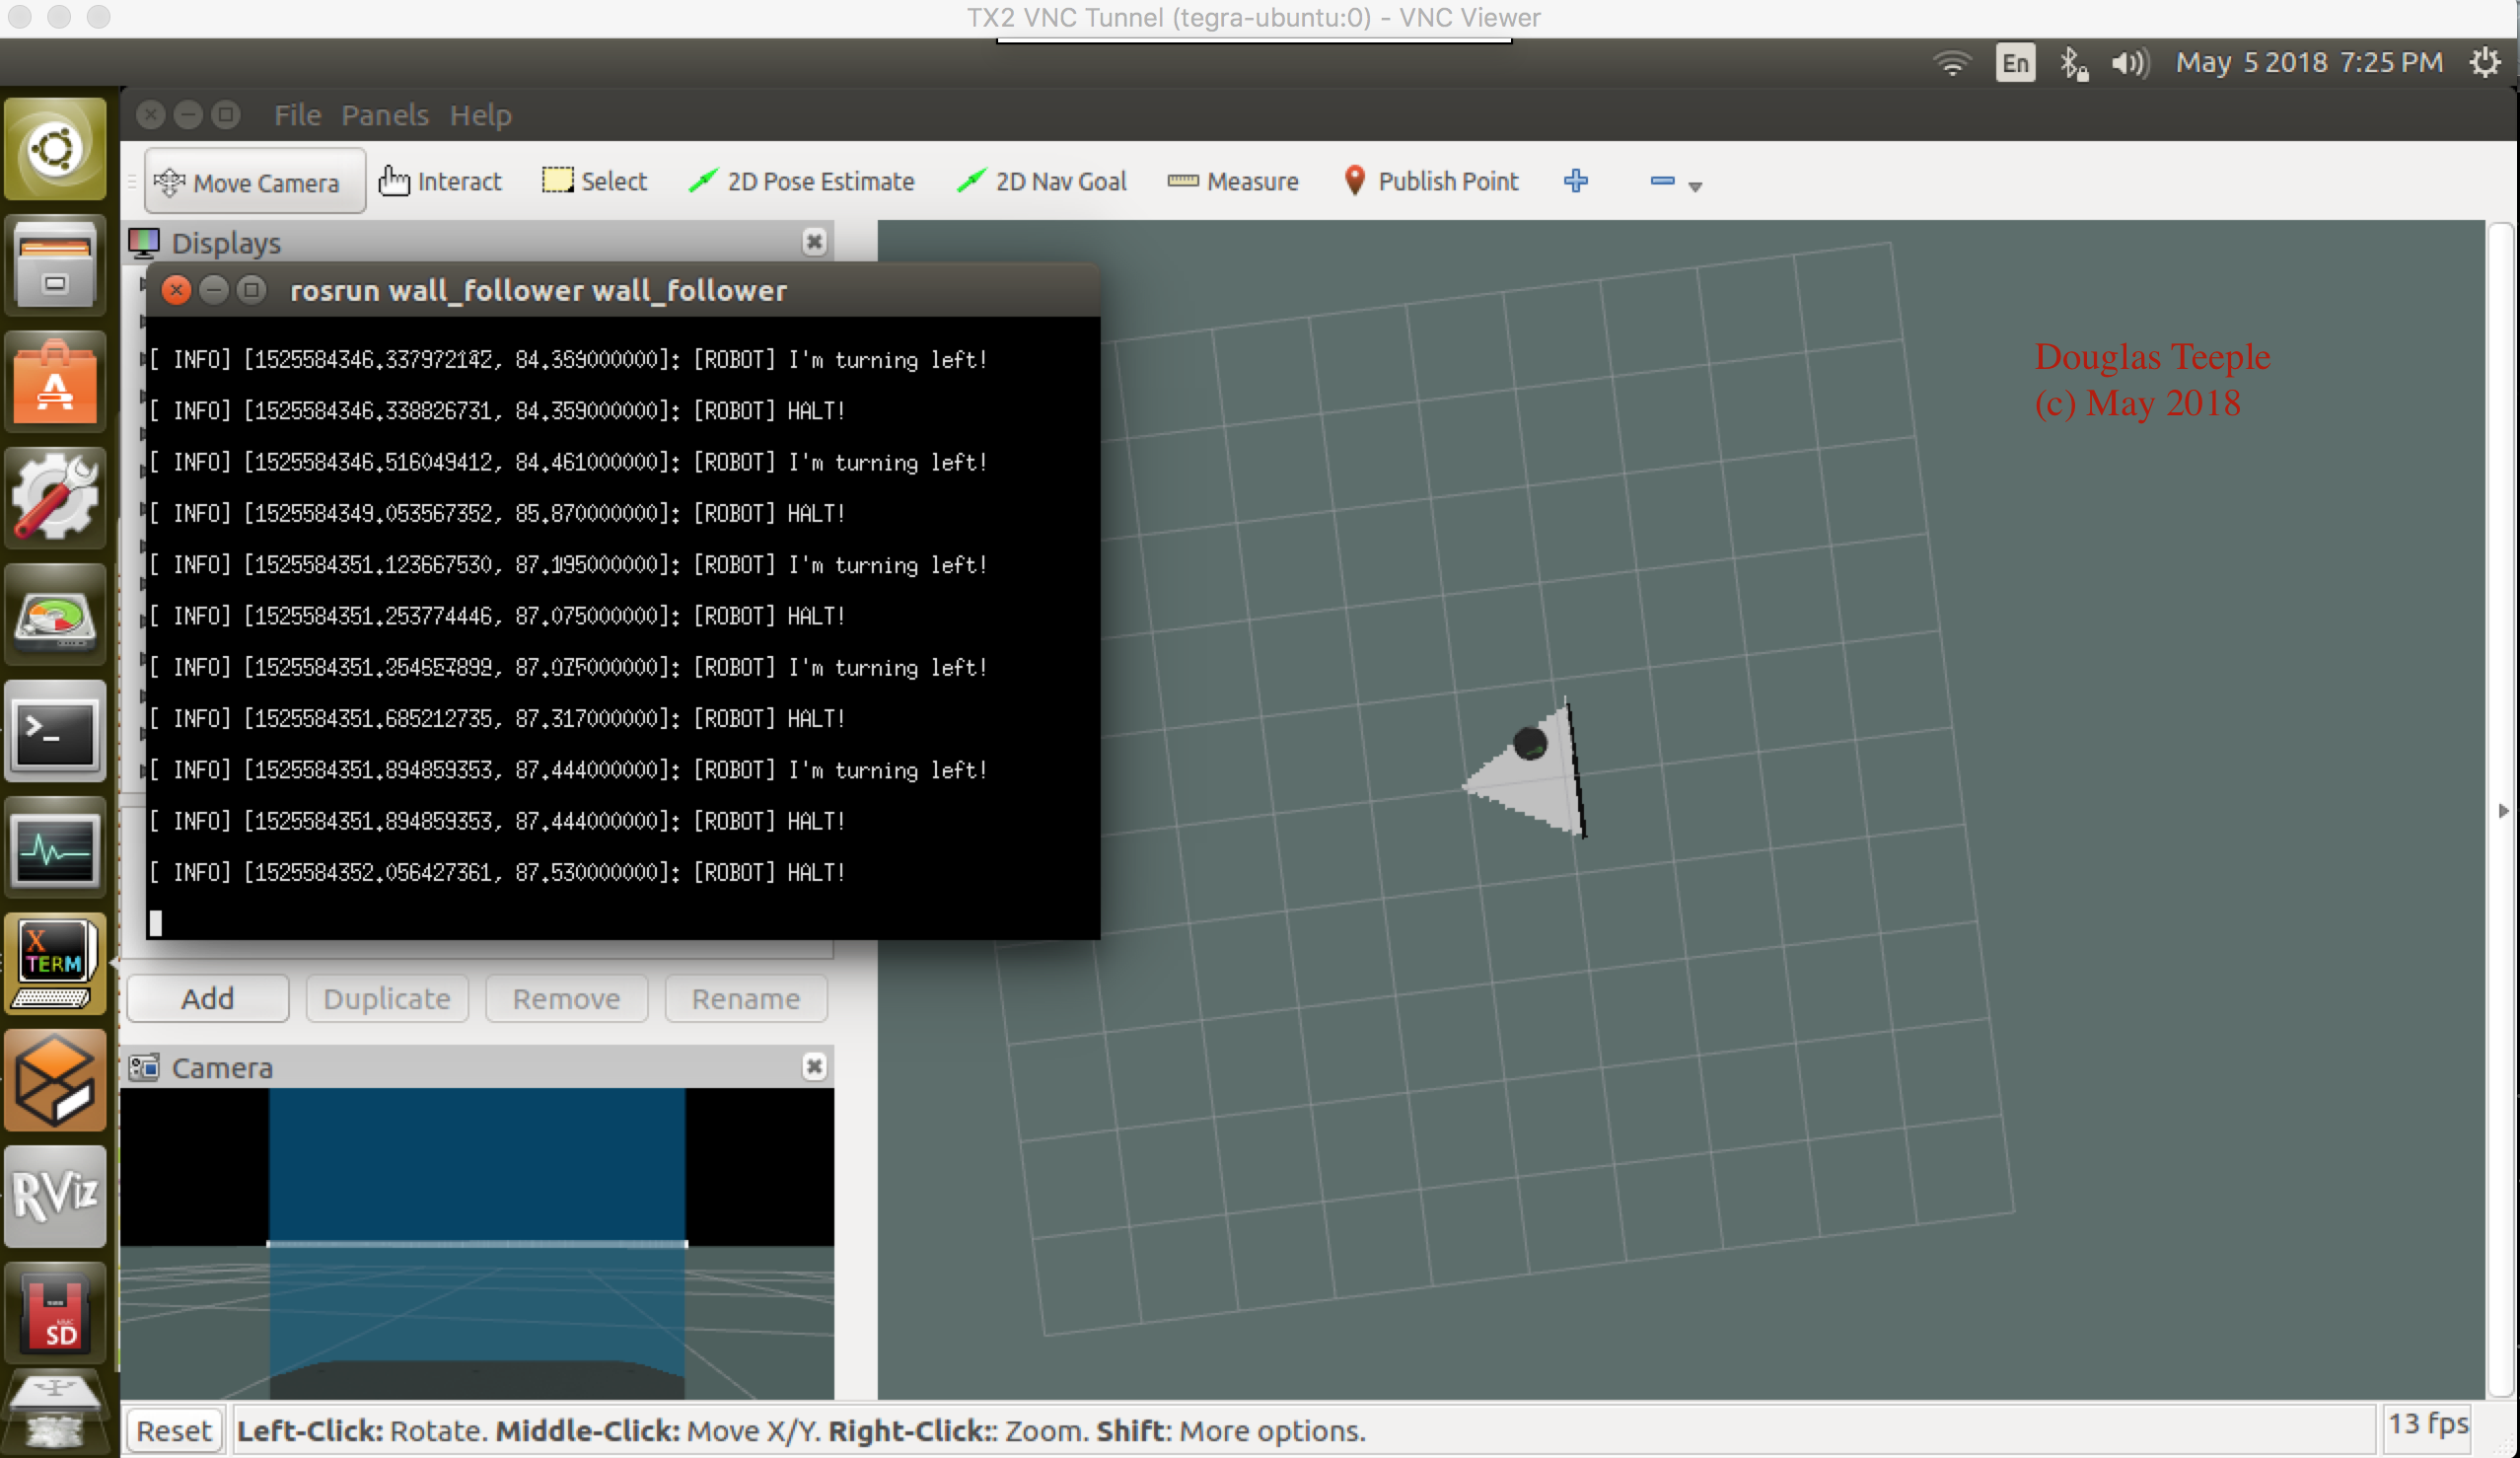 TX2 VNC Tunnel (tegra-ubuntu:0) - VNC Viewer
En May 5 2018 7:25 PM
File Panels Help
Move Camera Interact Select 2D Pose Estimate 2D Nav Goal Measure Publish Point
Displays
rosrun wall_follower wall_follower
[ INFO] [1525584346.337972142, 84.359000000]: [ROBOT] I'm turning left!
[ INFO] [1525584346.338826731, 84.359000000]: [ROBOT] HALT!
[ INFO] [1525584346.516049412, 84.461000000]: [ROBOT] I'm turning left!
[ INFO] [1525584349.053567352, 85.870000000]: [ROBOT] HALT!
[ INFO] [1525584351.123667530, 87. [ROBOT] I'm turning left!
[ INFO] [1525584351.253774446, 87.075000000]: [ROBOT] HALT!
[ INFO] [1525584351.254657899, 87.075000000]: [ROBOT] I'm turning left!
[ INFO] [1525584351.685212735, 87.317000000]: [ROBOT] HALT!
[ INFO] [1525584351.894859353, 87.444000000]: [ROBOT] I'm turning left!
[ INFO] [1525584351.894859353, 87.444000000]: [ROBOT] HALT!
[ INFO] [1525584352.056427361, 87.530000000]: [ROBOT] HALT!
Douglas Teeple
(c) May 2018
X
TERM
Add Duplicate Remove Rename
Camera
RViz
SD
Reset Left-Click: Rotate. Middle-Click: Move X/Y. Right-Click:: Zoom. Shift: More options. 13 fps